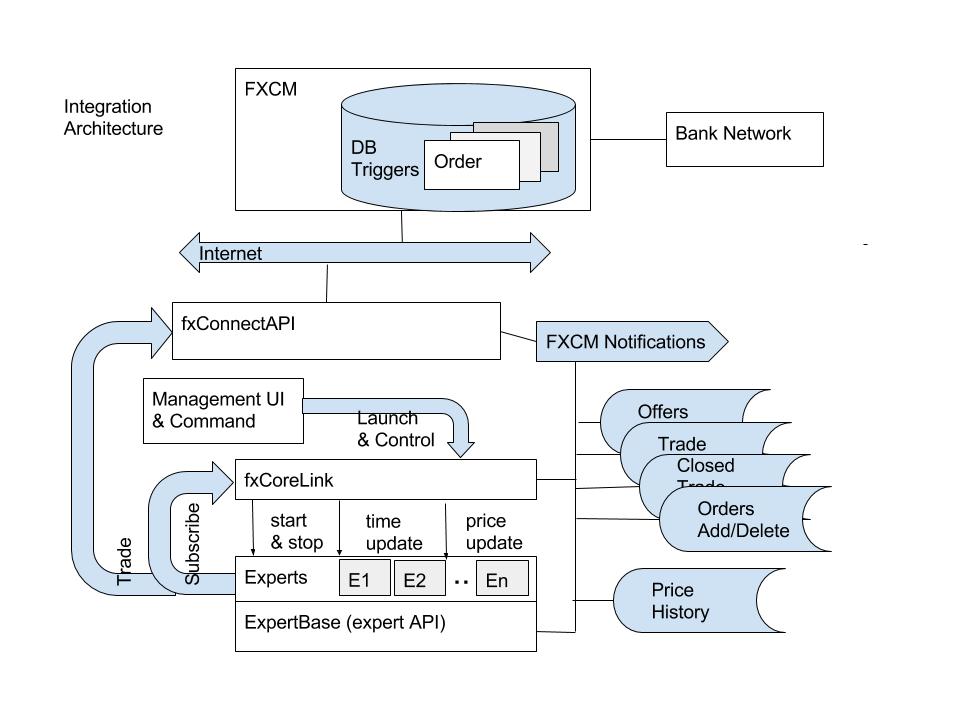 Integration
Architecture
FXCM
DB
Triggers
Order
Bank Network
Internet
fxConnectAPI
FXCM Notifications
Management UI
& Command
Launch
& Control
Offers
Trade
Closed
Trade
Orders
Add/Delete
fxCoreLink
start
& stop
time
update
price
update
Trade
Subscribe
Experts
E1
E2
..
En
ExpertBase (expert API)
Price
History
-